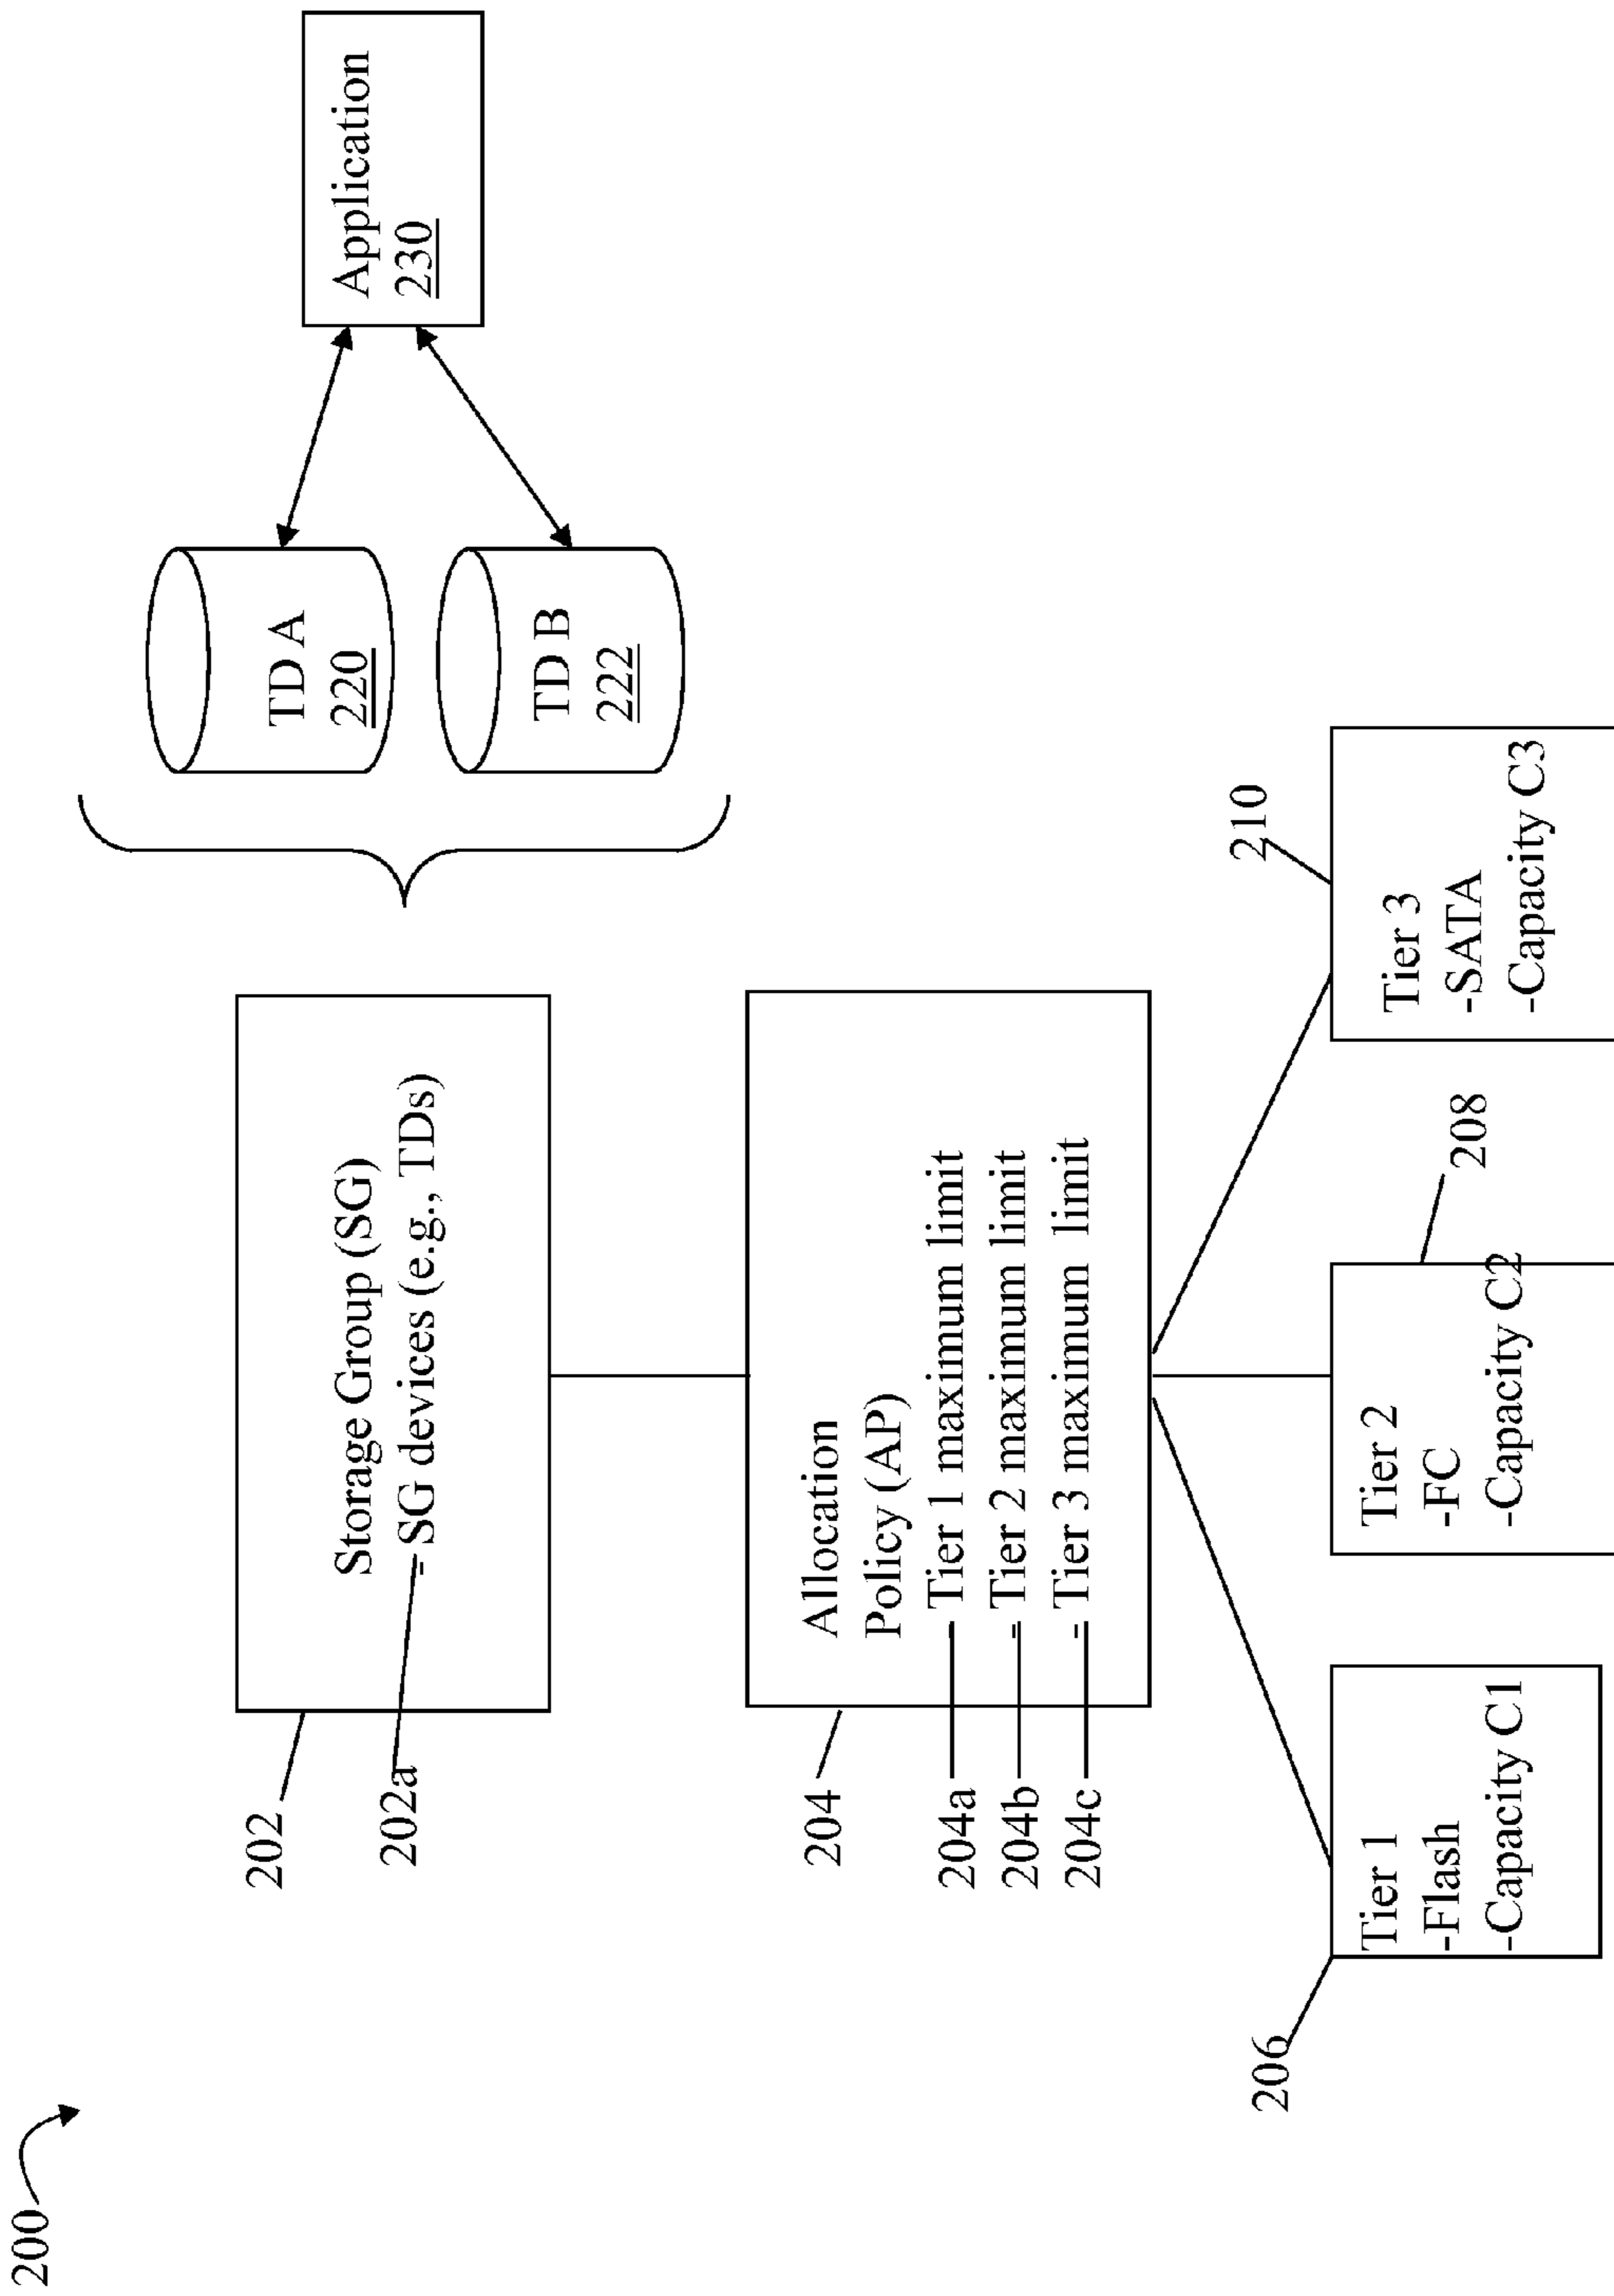 200
202
Storage Group (SG)
202a
- SG devices (e.g., TDs)
TD A
220
TD B
222
Application
230
204
Allocation
Policy (AP)
204a
- Tier 1 maximum limit
204b
- Tier 2 maximum limit
204c
- Tier 3 maximum limit
206
Tier 1
-Flash
-Capacity C1
208
Tier 2
-FC
-Capacity C2
210
Tier 3
-SATA
-Capacity C3